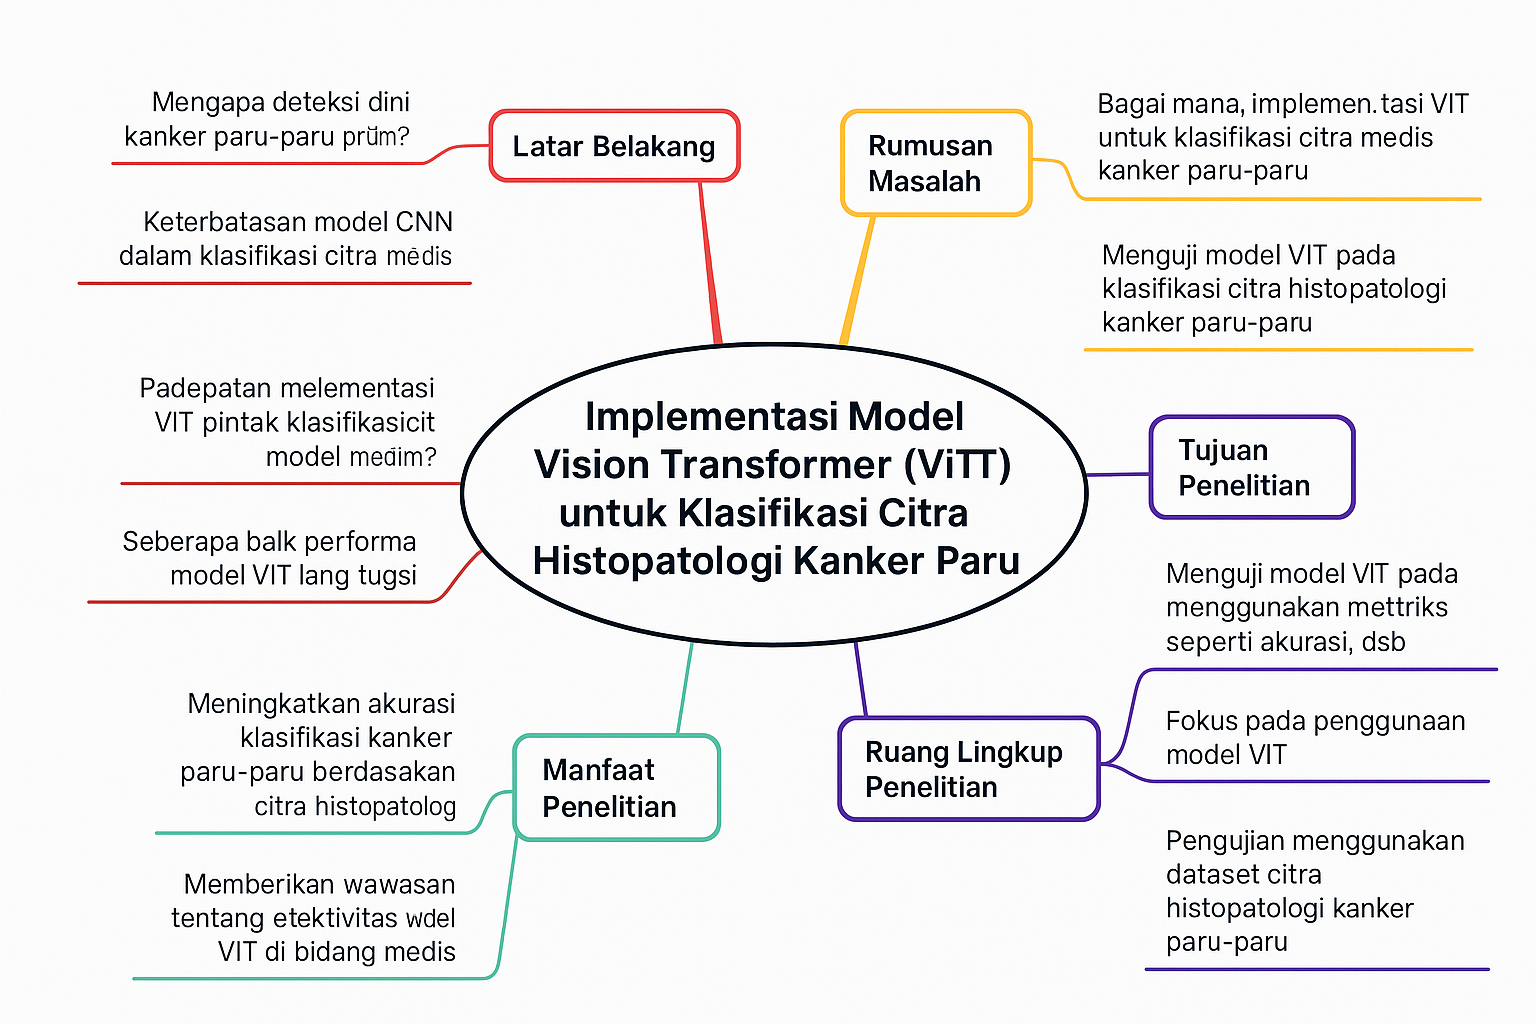 Mengapa deteksi dini
kanker paru-paru
Latar Belakang
Keterbatasan model CNN
dalam klasifikasi citra medis
Padepatan melementasi
VIT pintak klasifikasicit
model
Seberapa balk performa
model VIT lang tugsi
Rumusan
Masalah
Bagai mana, implemen.tasi VIT
untuk klasifikasi citra medis
kanker paru-paru
Menguji model VIT pada
klasifikasi citra histopatologi
kanker paru-paru
Implementasi Model
Vision Transformer (ViTT)
untuk Klasifikasi Citra
Histopatologi Kanker Paru
Tujuan
Penelitian
Menguji model VIT pada
menggunakan mettriks
seperti akurasi, dsb
Fokus pada penggunaan
model VIT
Ruang Lingkup
Penelitian
Pengujian menggunakan
dataset citra
histopatologi kanker
paru-paru
Manfaat
Penelitian
Meningkatkan akurasi
klasifikasi kanker
paru-paru berdasakan
citra histopatolog
Memberikan wawasan
tentang etektivitas wdel
VIT di bidang medis